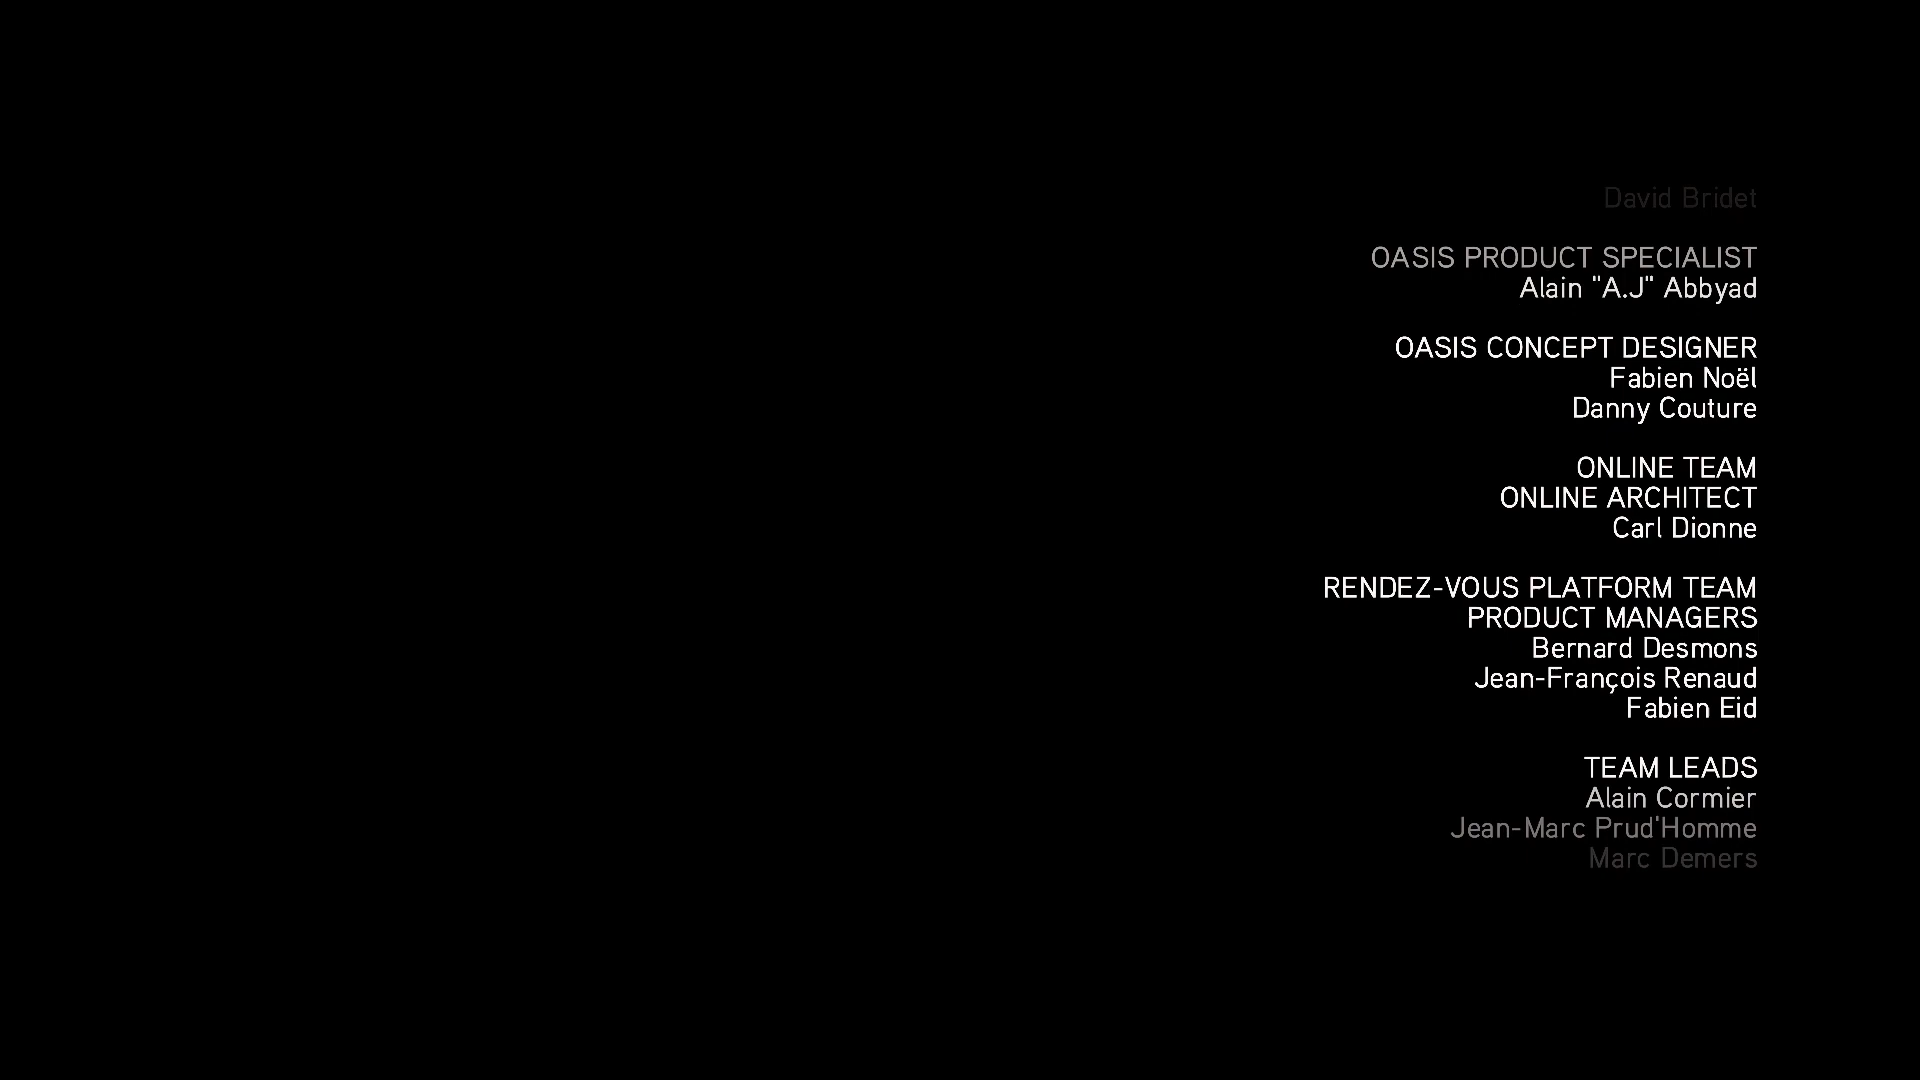 David Bridet
OASIS PRODUCT SPECIALIST
Alain "A.J" Abbyad
OASIS CONCEPT DESIGNER
Fabien Noël
Danny Couture
ONLINE TEAM
ONLINE ARCHITECT
Carl Dionne
RENDEZ-VOUS PLATFORM TEAM
PRODUCT MANAGERS
Bernard Desmons
Jean-François Renaud
Fabien Eid
TEAM LEADS
Alain Cormier
Jean-Marc Prud'Homme
Marc Demers